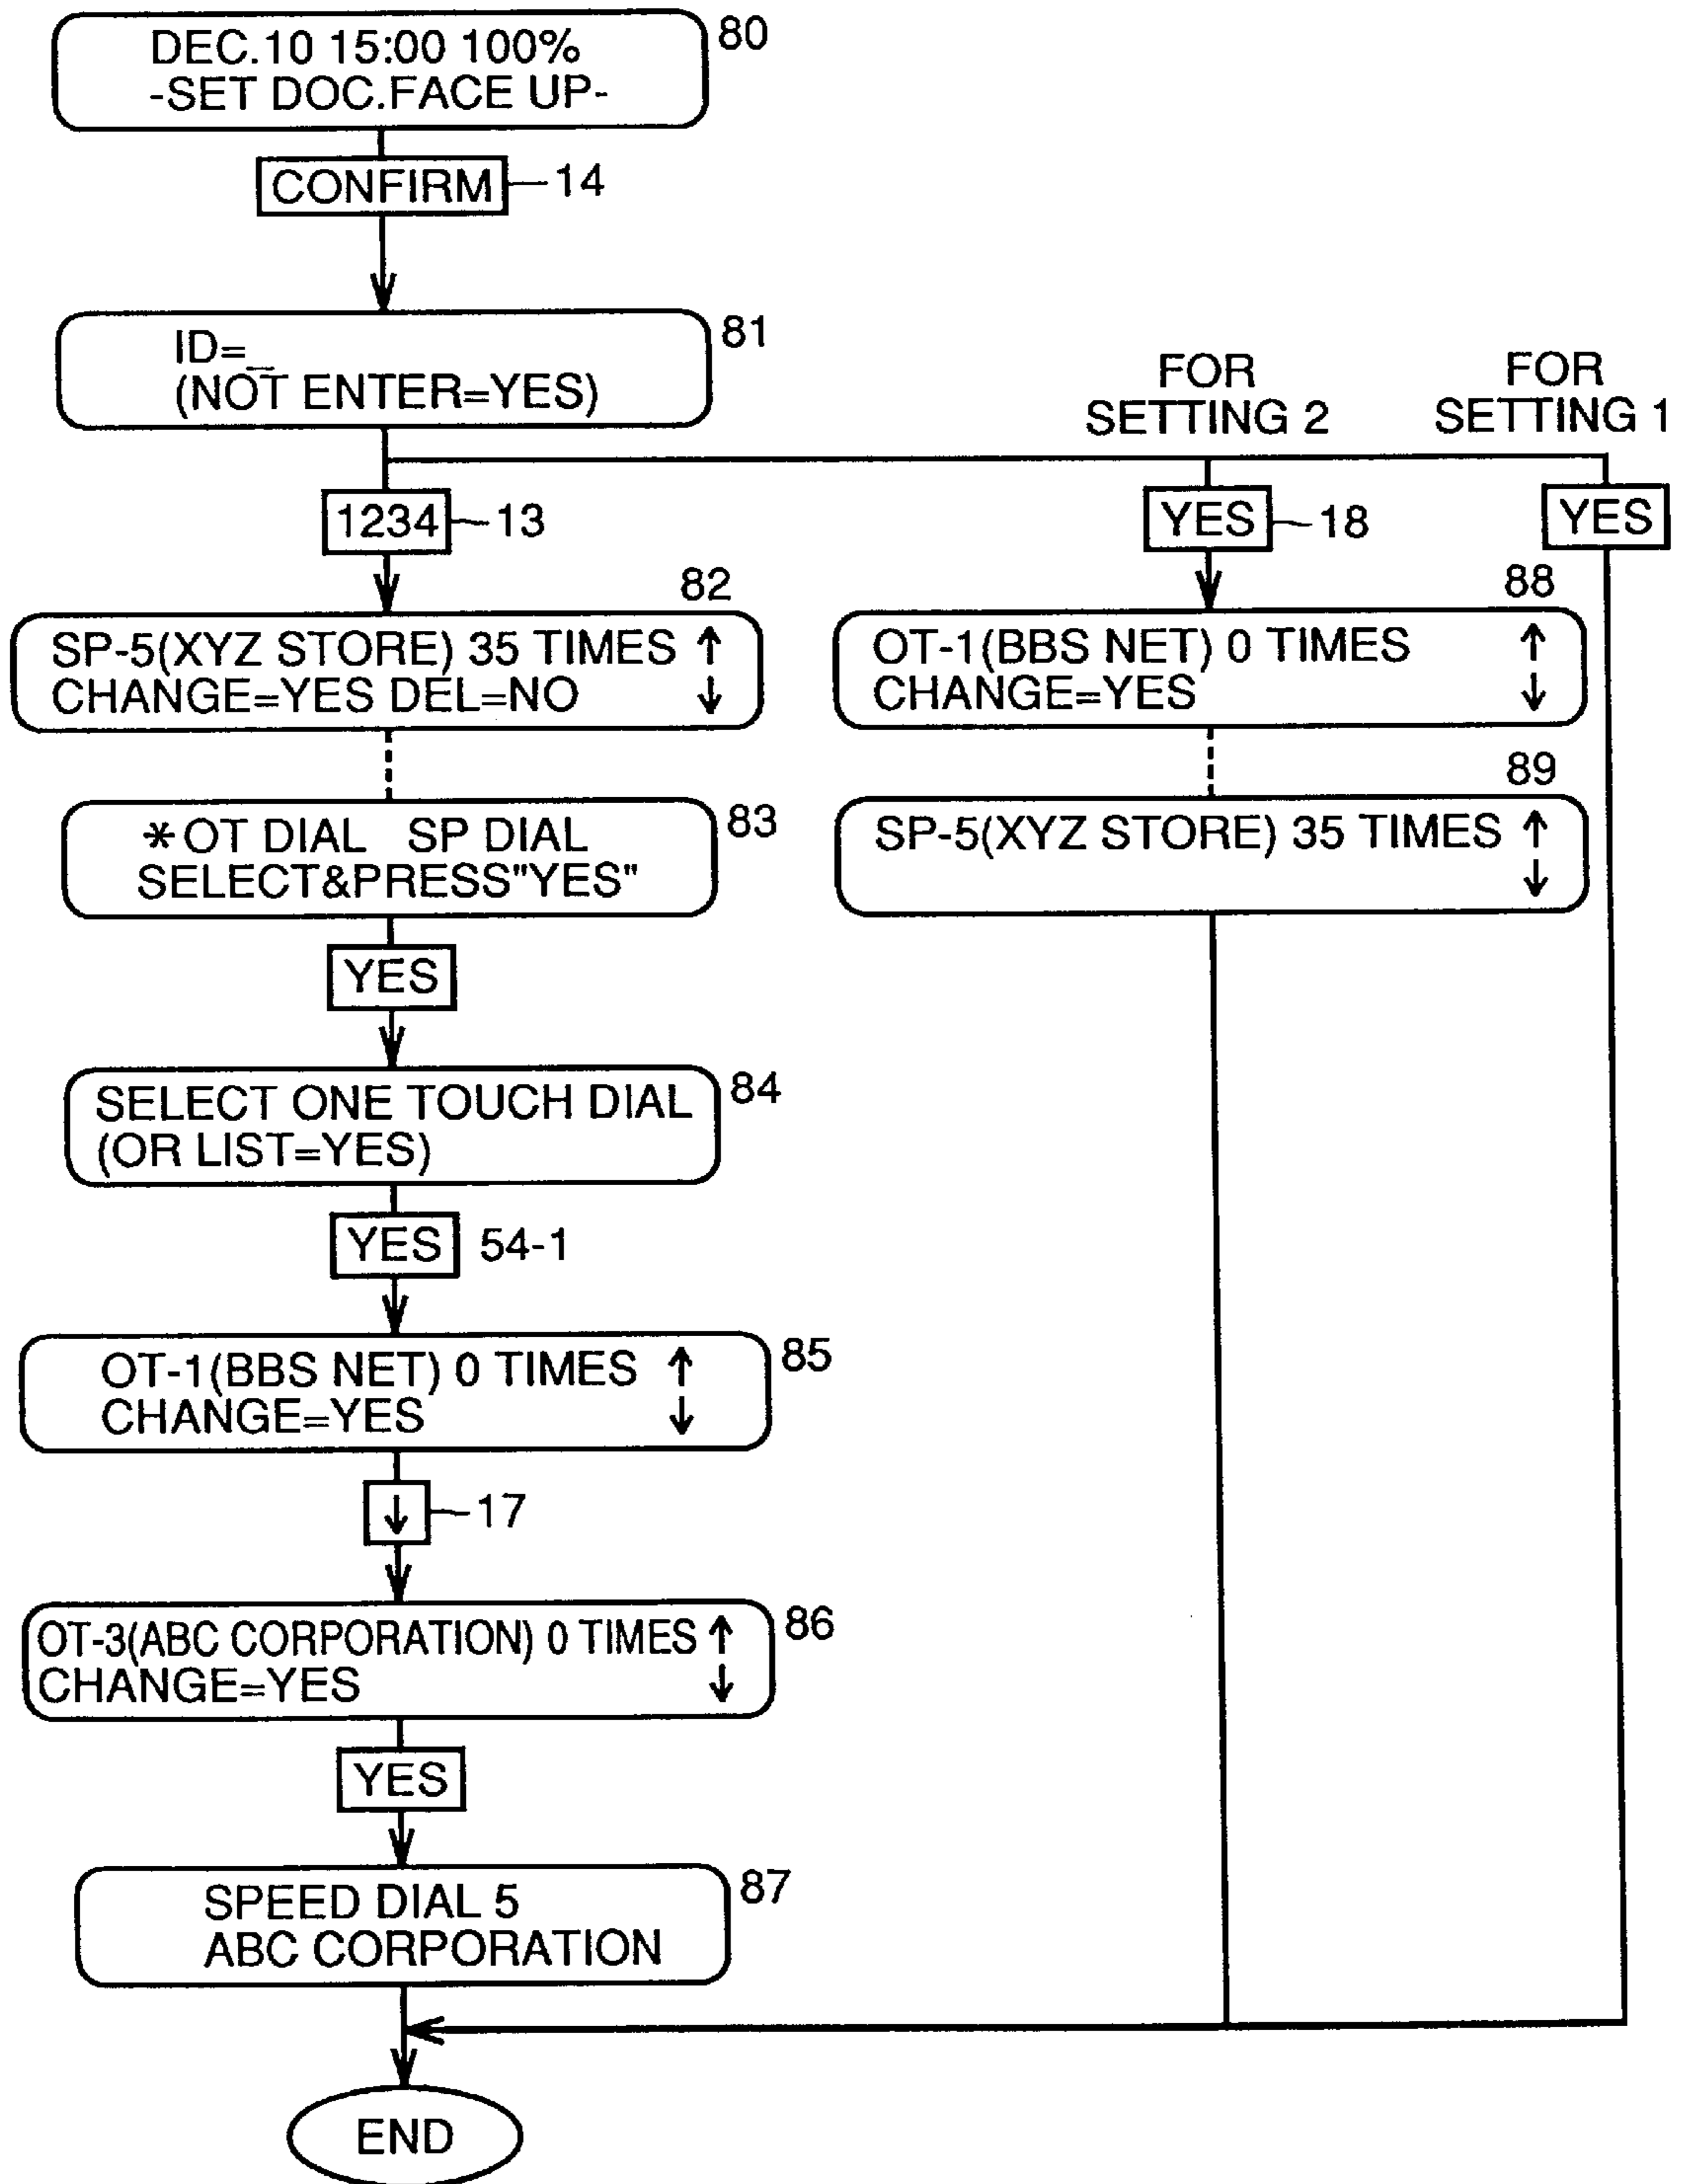 DEC.10 15:00 100%
-SET DOC.FACE UP-
80
CONFIRM
14
ID=_
(NOT ENTER=YES)
81
FOR
SETTING 2
FOR
SETTING 1
1234
13
YES
18
YES
82
SP-5(XYZ STORE) 35 TIMES ↑
CHANGE=YES DEL=NO ↓
88
OT-1(BBS NET) 0 TIMES ↑
CHANGE=YES ↓
83
*OT DIAL SP DIAL
SELECT&PRESS"YES"
89
SP-5(XYZ STORE) 35 TIMES ↑
↓
YES
SELECT ONE TOUCH DIAL
(OR LIST=YES)
84
YES
54-1
OT-1(BBS NET) 0 TIMES ↑
CHANGE=YES ↓
85
↓
17
OT-3(ABC CORPORATION) 0 TIMES ↑
CHANGE=YES ↓
86
YES
SPEED DIAL 5
ABC CORPORATION
87
END